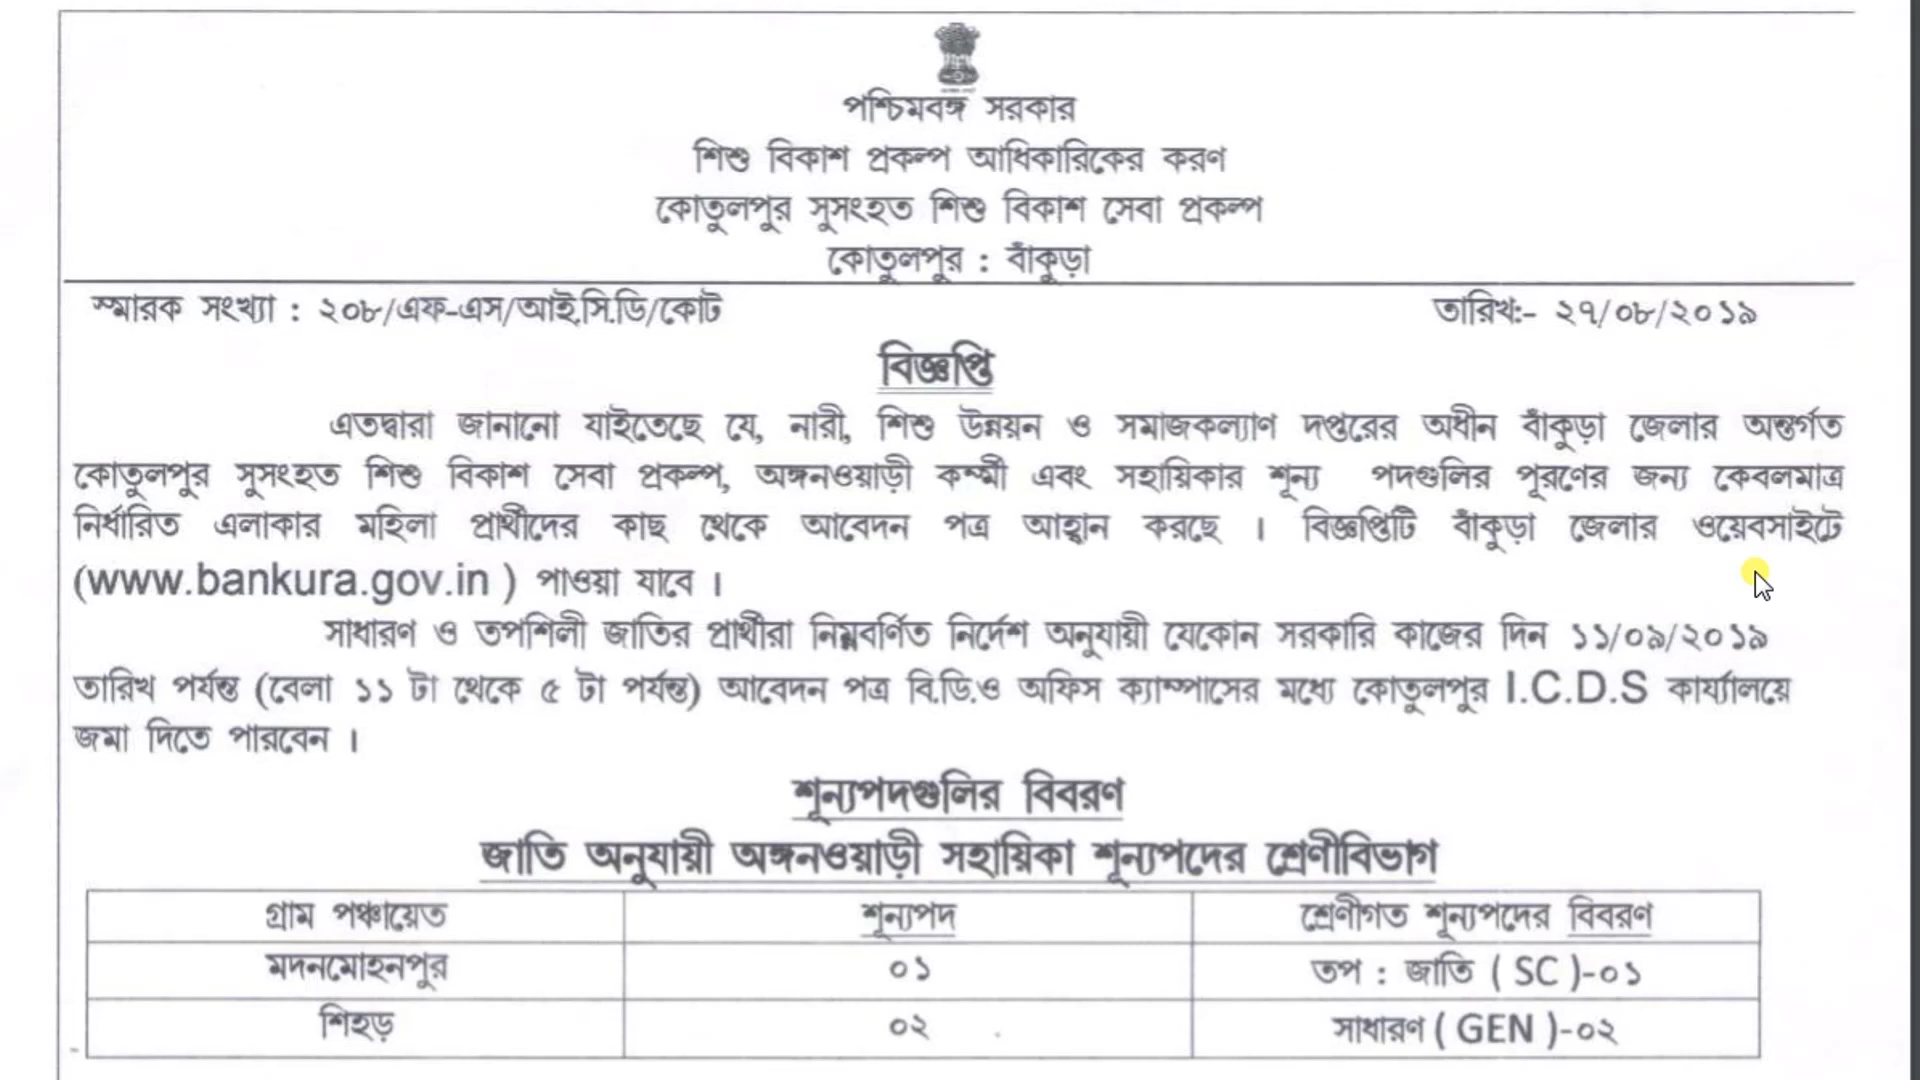 পশ্চিমবঙ্গ সরকার
শিশু বিকাশ প্রকল্প আধিকারিকের করণ
কোতুলপুর সুসংহত শিশু বিকাশ সেবা প্রকল্প
কোতুলপুর : বাঁকুড়া
স্মারক সংখ্যা : ২০৮/এফ-এস/আই.সি.ডি/কোট তারিখ:- ২৭/০৮/২০১৯
বিজ্ঞপ্তি
এতদ্বারা জানানো যাইতেছে যে, নারী, শিশু উন্নয়ন ও সমাজকল্যাণ দপ্তরের অধীন বাঁকুড়া জেলার অন্তর্গত
কোতুলপুর সুসংহত শিশু বিকাশ সেবা প্রকল্প, অঙ্গনওয়াড়ী কর্ম্মী এবং সহায়িকার শূন্য পদগুলির পূরণের জন্য কেবলমাত্র
নির্ধারিত এলাকার মহিলা প্রার্থীদের কাছ থেকে আবেদন পত্র আহ্বান করছে । বিজ্ঞপ্তিটি বাঁকুড়া জেলার ওয়েবসাইটে
(www.bankura.gov.in ) পাওয়া যাবে ।
সাধারণ ও তপশিলী জাতির প্রার্থীরা নিম্নবর্ণিত নির্দেশ অনুযায়ী যেকোন সরকারি কাজের দিন ১১/০৯/২০১৯
তারিখ পর্যন্ত (বেলা ১১ টা থেকে ৫ টা পর্যন্ত) আবেদন পত্র বি.ডি.ও অফিস ক্যাম্পাসের মধ্যে কোতুলপুর I.C.D.S কার্য্যালয়ে
জমা দিতে পারবেন ।
শূন্যপদগুলির বিবরণ
জাতি অনুযায়ী অঙ্গনওয়াড়ী সহায়িকা শূন্যপদের শ্রেণীবিভাগ
গ্রাম পঞ্চায়েত শূন্যপদ শ্রেণীগত শূন্যপদের বিবরণ
মদনমোহনপুর ০১ তপ : জাতি ( SC )-০১
শিহড় ০২ সাধারণ ( GEN )-০২